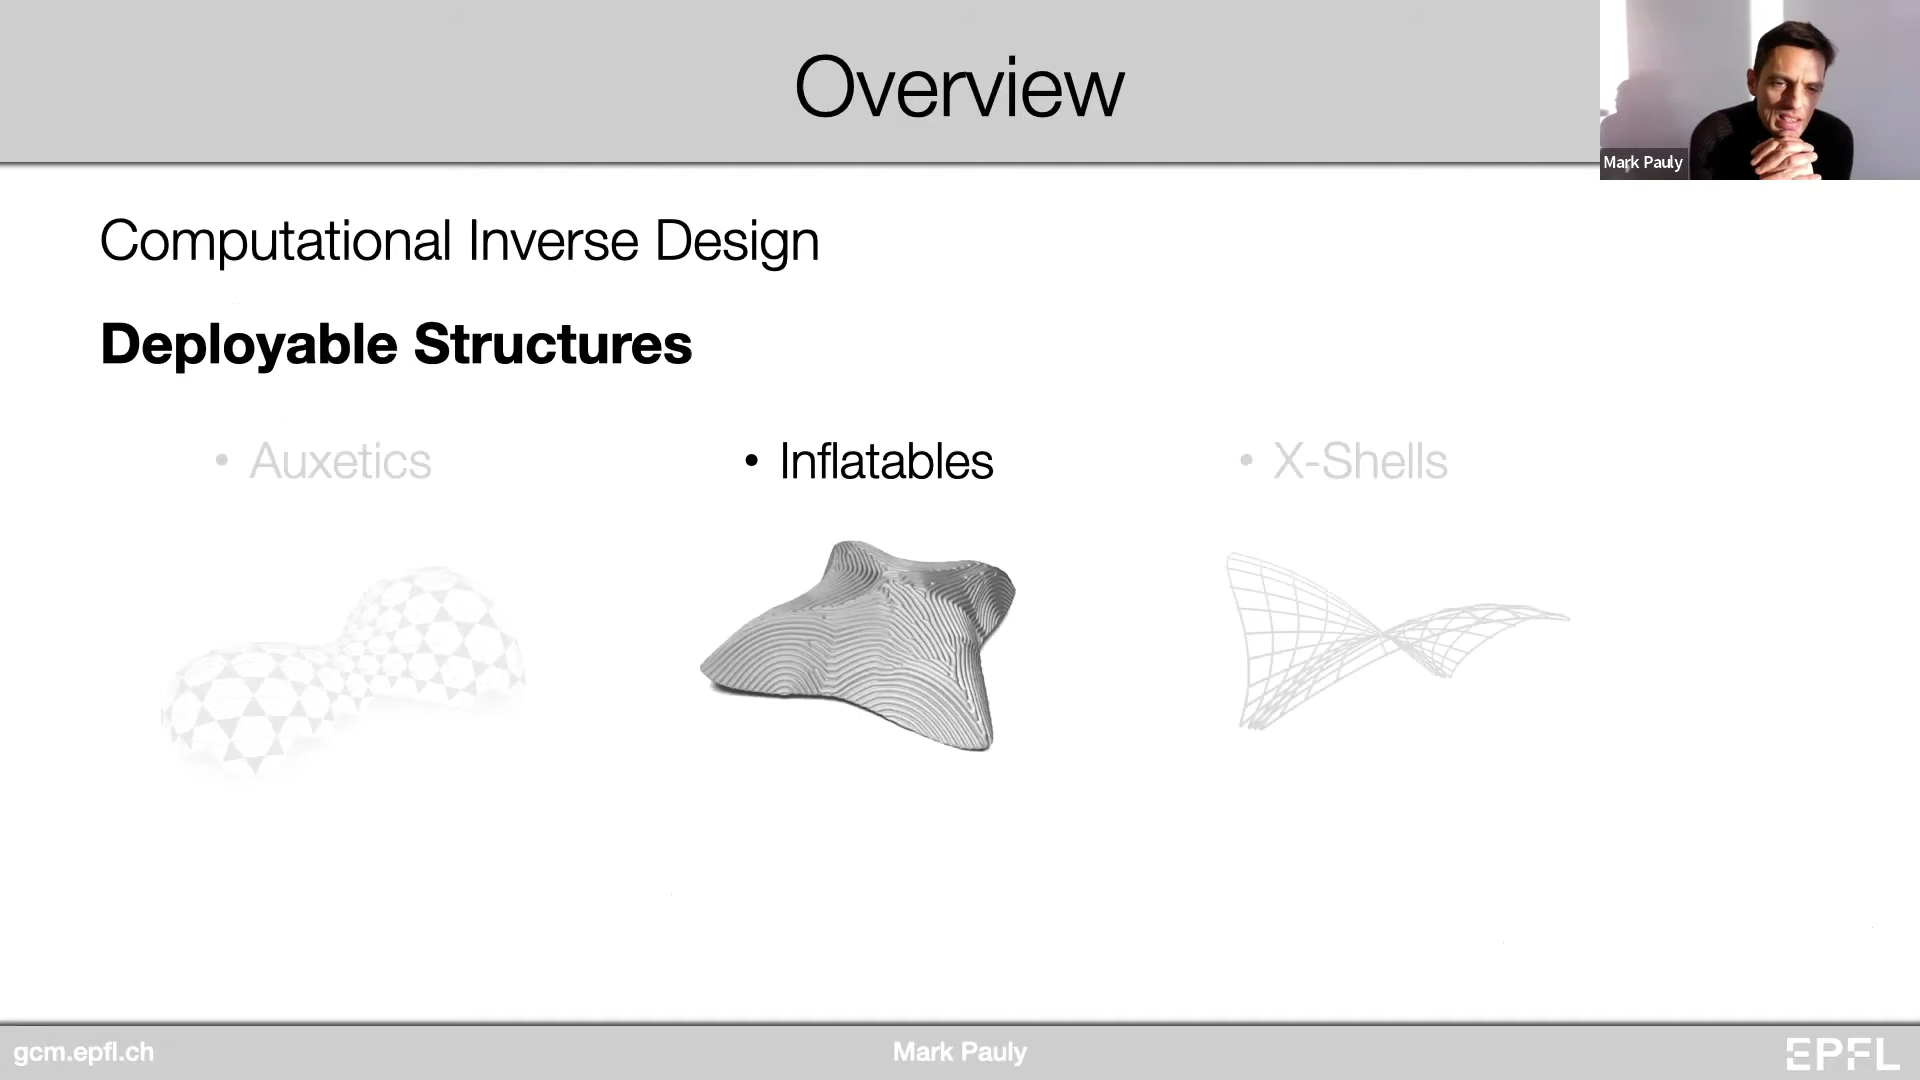 Overview
Mark Pauly
Computational Inverse Design
Deployable Structures
• Auxetics
• Inflatables
• X-Shells
gcm.epfl.ch
Mark Pauly
EPFL